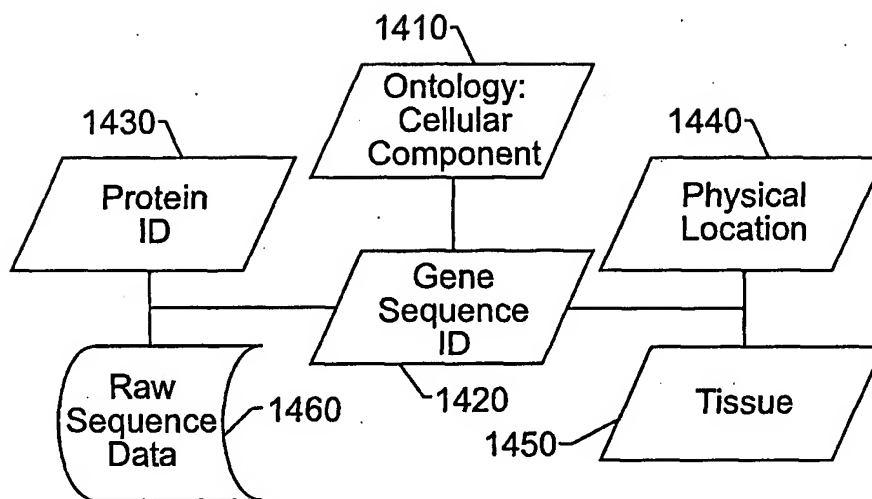 1410
Ontology:
Cellular
Component
1430
Protein
ID
1440
Physical
Location
Gene
Sequence
ID
1420
Raw
Sequence
Data
1460
Tissue
1450